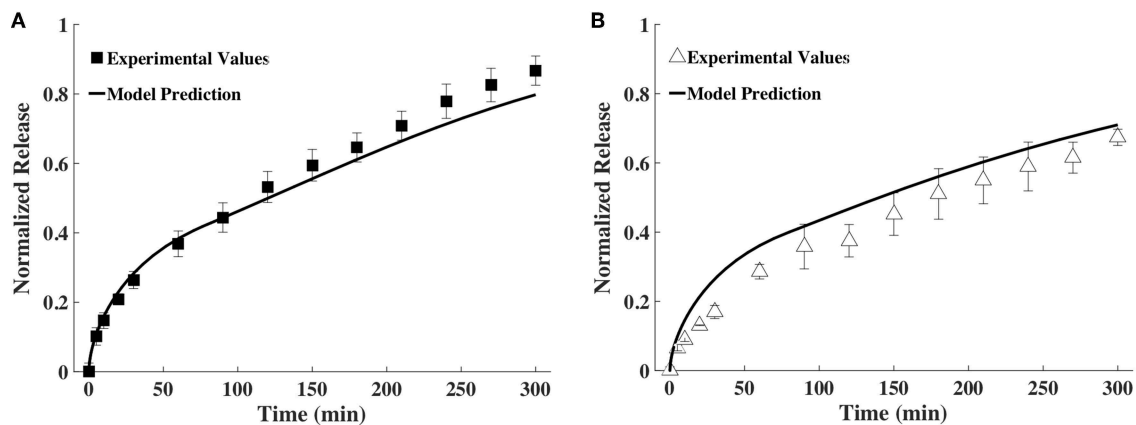 A
1
Experimental Values
Model Prediction
0.8
0.6
0.4
0.2
0
Normalized Release
0 50 100 150 200 250 300
Time (min)
B
1
Experimental Values
Model Prediction
0.8
0.6
0.4
0.2
0
Normalized Release
0 50 100 150 200 250 300
Time (min)